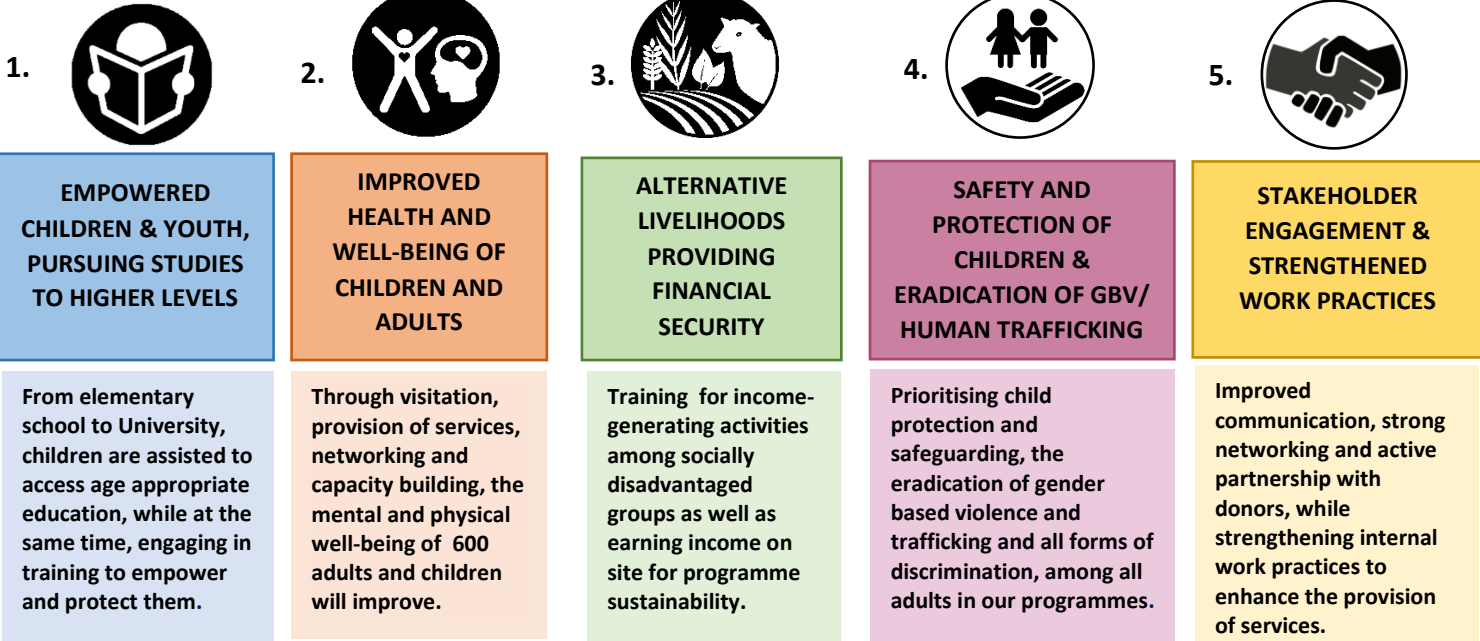 1.
EMPOWERED
CHILDREN & YOUTH,
PURSUING STUDIES
TO HIGHER LEVELS
From elementary
school to University,
children are assisted to
access age appropriate
education, while at the
same time, engaging in
training to empower
and protect them.
2.
IMPROVED
HEALTH AND
WELL-BEING OF
CHILDREN AND
ADULTS
Through visitation,
provision of services,
networking and
capacity building, the
mental and physical
well-being of 600
adults and children
will improve.
3.
ALTERNATIVE
LIVELIHOODS
PROVIDING
FINANCIAL
SECURITY
Training for income-
generating activities
among socially
disadvantaged
groups as well as
earning income on
site for programme
sustainability.
4.
SAFETY AND
PROTECTION OF
CHILDREN &
ERADICATION OF GBV/
HUMAN TRAFFICKING
Prioritising child
protection and
safeguarding, the
eradication of gender
based violence and
trafficking and all forms of
discrimination, among all
adults in our programmes.
5.
STAKEHOLDER
ENGAGEMENT &
STRENGTHENED
WORK PRACTICES
Improved
communication, strong
networking and active
partnership with
donors, while
strengthening internal
work practices to
enhance the provision
of services.